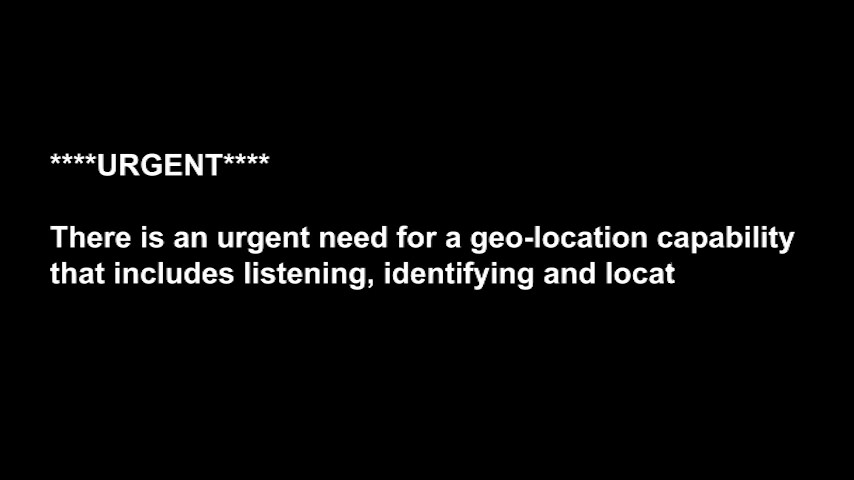 ****URGENT****
There is an urgent need for a geo-location capability
that includes listening, identifying and locat